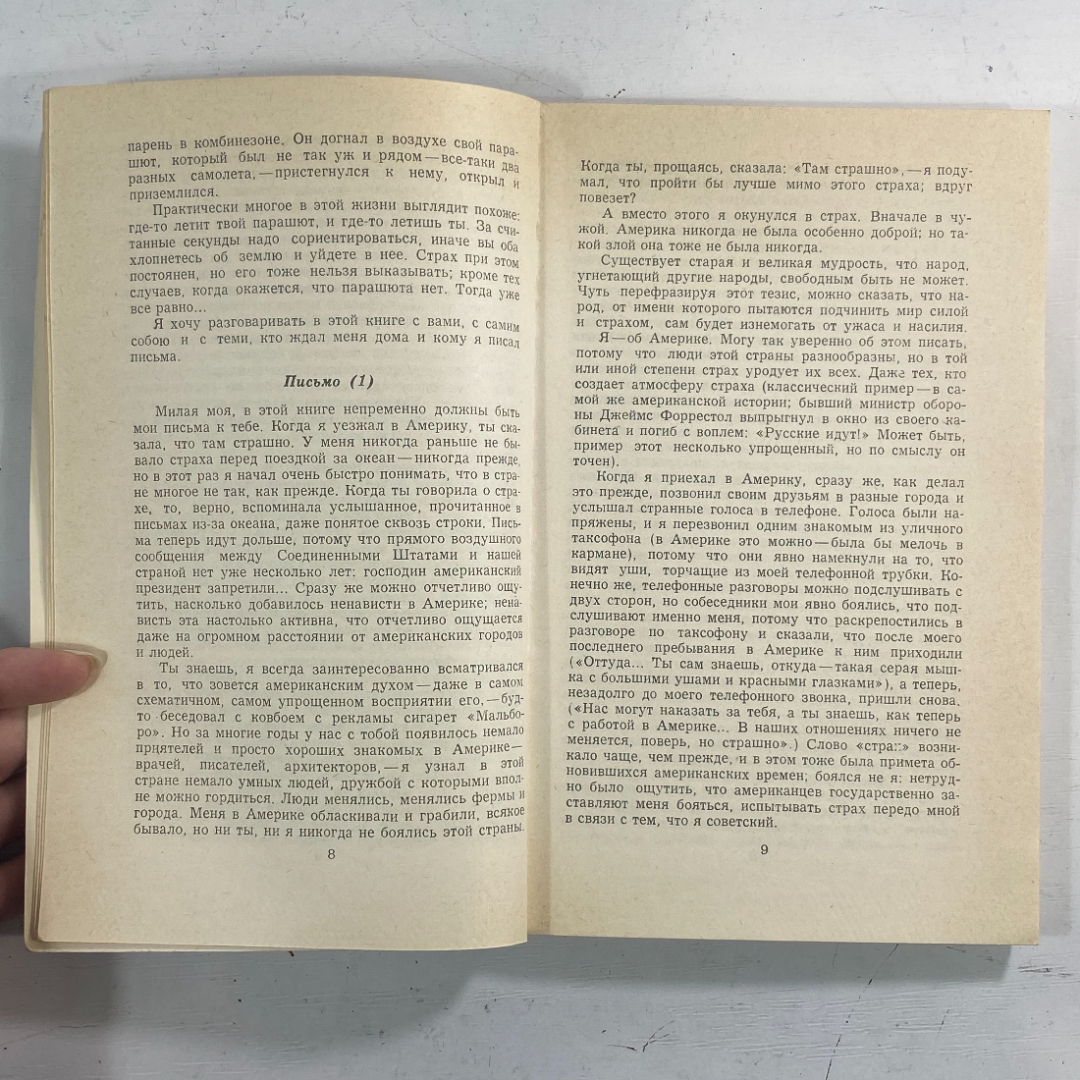 парень в комбинезоне. Он догнал в воздухе свой пара-
шют, который был не так уж и рядом — все-таки два
разных самолета, — пристегнулся к нему, открыл и
приземлился.
Практически многое в этой жизни выглядит похоже:
где-то летит твой парашют, и где-то летишь ты. За счи-
танные секунды надо сориентироваться, иначе вы оба
хлопнетесь об землю и уйдете в нее. Страх при этом
постоянен, но его тоже нельзя выказывать; кроме тех
случаев, когда окажется, что парашюта нет. Тогда уже
все равно...
Я хочу разговаривать в этой книге с вами, с самим
собою и с теми, кто ждал меня дома и кому я писал
письма.
Письмо (1)
Милая моя, в этой книге непременно должны быть
мои письма к тебе. Когда я уезжал в Америку, ты ска-
зала, что там страшно. У меня никогда раньше не бы-
вало страха перед поездкой за океан — никогда прежде,
но в этот раз я начал очень быстро понимать, что в стра-
не многое не так, как прежде. Когда ты говорила о стра-
хе, то, верно, вспоминала услышанное, прочитанное в
письмах из-за океана, даже понятое сквозь строки. Пись-
ма теперь идут дольше, потому что прямого воздушного
сообщения между Соединенными Штатами и нашей
страной нет уже несколько лет: господин американский
президент запретили... Сразу же можно отчетливо ощу-
тить, насколько добавилось ненависти в Америке; нена-
висть эта настолько активна, что отчетливо ощущается
даже на огромном расстоянии от американских городов
и людей.
Ты знаешь, я всегда заинтересованно всматривался
в то, что зовется американским духом — даже в самом
схематичном, самом упрощенном восприятии его, — буд-
то беседовал с ковбоем с рекламы сигарет «Мальбо-
ро». Но за многие годы у нас с тобой появилось немало
приятелей и просто хороших знакомых в Америке —
врачей, писателей, архитекторов, — я узнал в этой
стране немало умных людей, дружбой с которыми впол-
не можно гордиться. Люди менялись, менялись фермы и
города. Меня в Америке обласкивали и грабили, всякое
бывало, но ни ты, ни я никогда не боялись этой страны.
8
Когда ты, прощаясь, сказала: «Там страшно», — я поду-
мал, что пройти бы лучше мимо этого страха; вдруг
повезет?
А вместо этого я окунулся в страх. Вначале в чу-
жой. Америка никогда не была особенно доброй; но та-
кой злой она тоже не была никогда.
Существует старая и великая мудрость, что народ,
угнетающий другие народы, свободным быть не может.
Чуть перефразируя этот тезис, можно сказать, что на-
род, от имени которого пытаются подчинить мир силой
и страхом, сам будет изнемогать от ужаса и насилия.
Я — об Америке. Могу так уверенно об этом писать,
потому что люди этой страны разнообразны, но в той
или иной степени страх уродует их всех. Даже тех, кто
создает атмосферу страха (классический пример — в са-
мой же американской истории; бывший министр оборо-
ны Джеймс Форрестол выпрыгнул в окно из своего ка-
бинета и погиб с воплем: «Русские идут!» Может быть,
пример этот несколько упрощенный, но по смыслу он
точен).
Когда я приехал в Америку, сразу же, как делал
это прежде, позвонил своим друзьям в разные города и
услышал странные голоса в телефоне. Голоса были на-
пряжены, и я перезвонил одним знакомым из уличного
таксофона (в Америке это можно — была бы мелочь в
кармане), потому что они явно намекнули на то, что
видят уши, торчащие из моей телефонной трубки. Ко-
нечно же, телефонные разговоры можно подслушивать с
двух сторон, но собеседники мои явно боялись, что под-
слушивают именно меня, потому что раскрепостились в
разговоре по таксофону и сказали, что после моего
последнего пребывания в Америке к ним приходили
(«Оттуда... Ты сам знаешь, откуда — такая серая мыш-
ка с большими ушами и красными глазками»), а теперь,
незадолго до моего телефонного звонка, пришли снова.
(«Нас могут наказать за тебя, а ты знаешь, как теперь
с работой в Америке... В наших отношениях ничего не
меняется, поверь, но страшно».) Слово «страх» возни-
кало чаще, чем прежде, и в этом тоже была примета об-
новившихся американских времен; боялся не я: нетруд-
но было ощутить, что американцев государственно за-
ставляют меня бояться, испытывать страх передо мной
в связи с тем, что я советский.
9